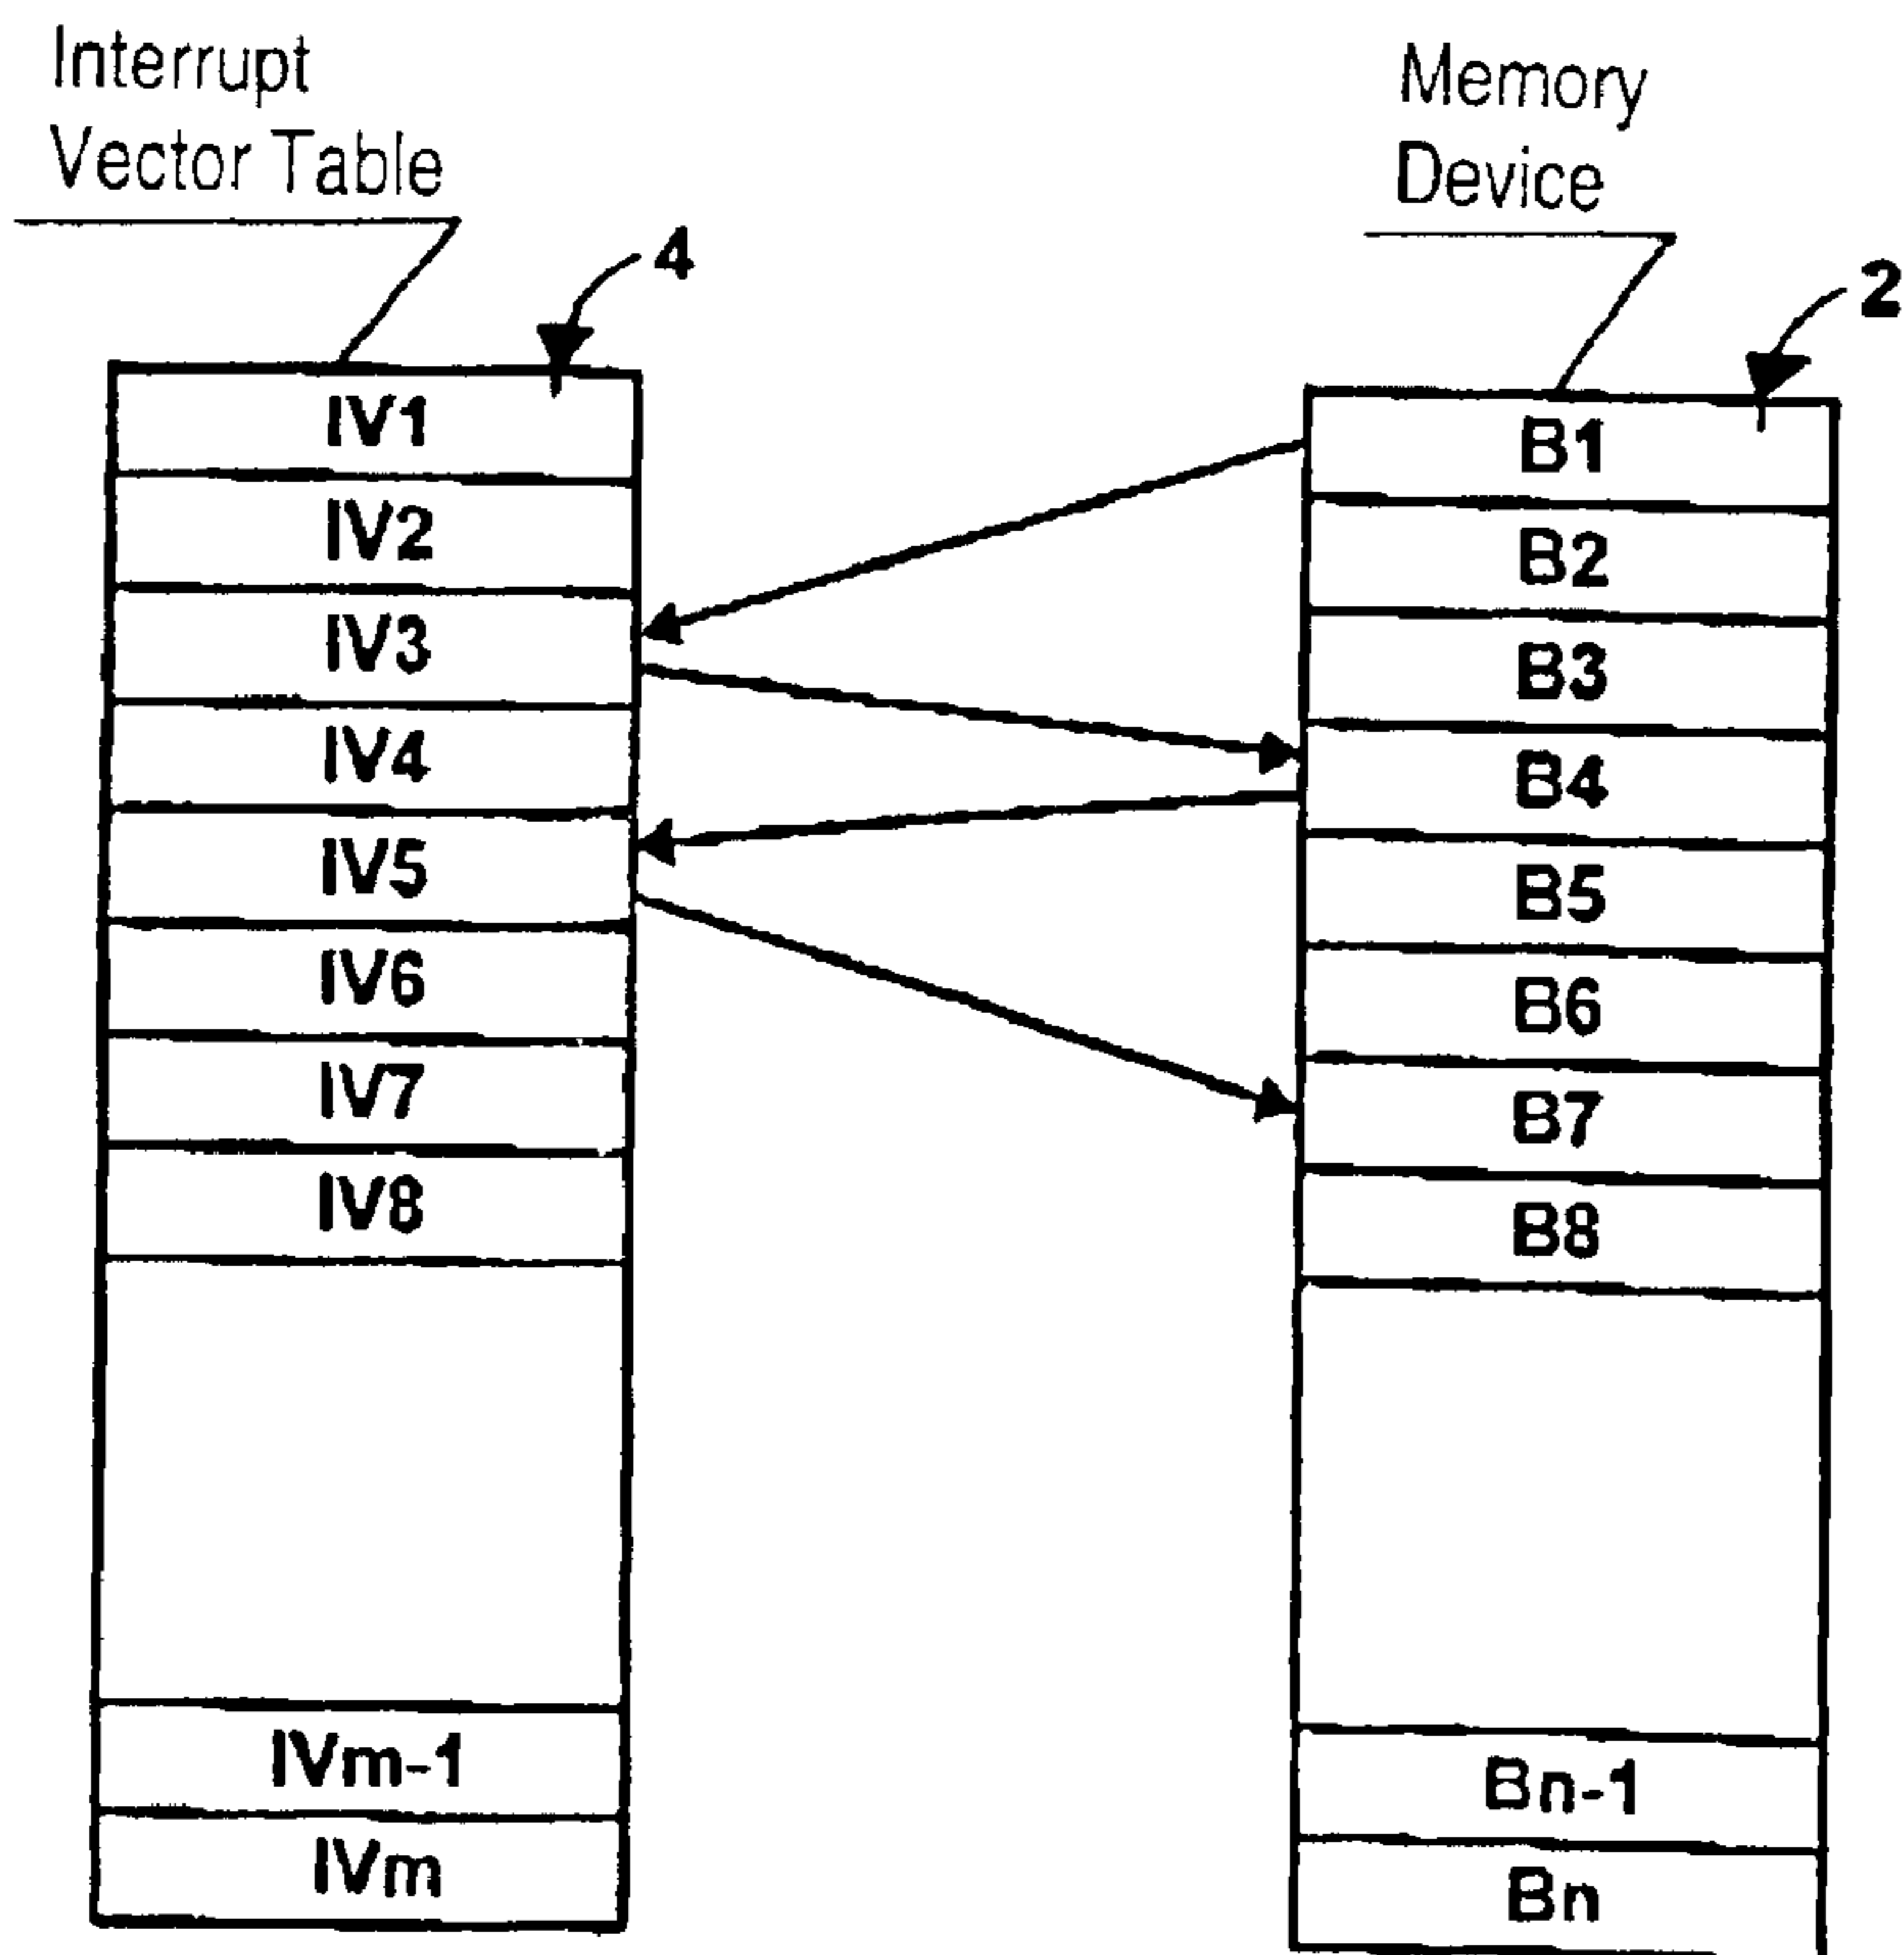 Interrupt
Vector Table
4
IV1
IV2
IV3
IV4
IV5
IV6
IV7
IV8
IVm-1
IVm
Memory
Device
2
B1
B2
B3
B4
B5
B6
B7
B8
Bn-1
Bn